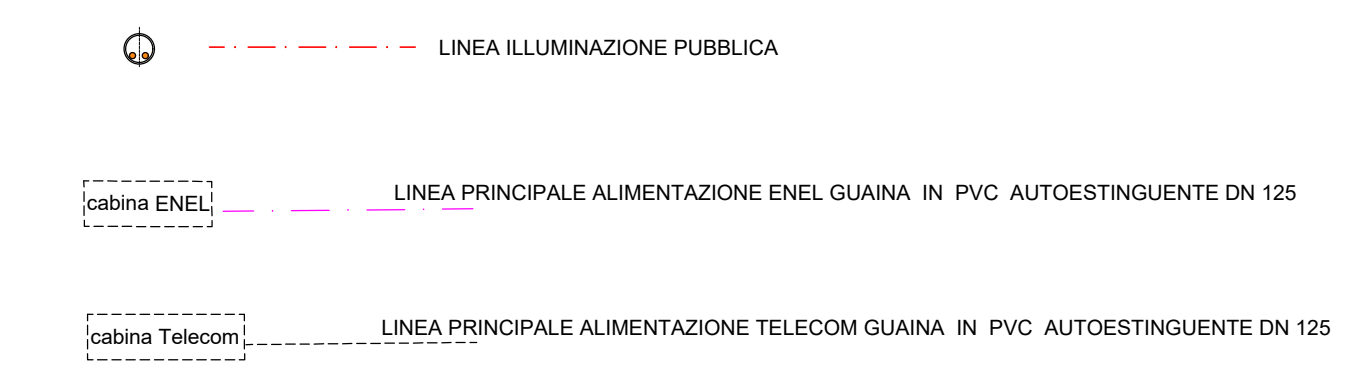 LINEA ILLUMINAZIONE PUBBLICA
cabina ENEL
LINEA PRINCIPALE ALIMENTAZIONE ENEL GUAINA IN PVC AUTOESTINGUENTE DN 125
cabina Telecom
LINEA PRINCIPALE ALIMENTAZIONE TELECOM GUAINA IN PVC AUTOESTINGUENTE DN 125